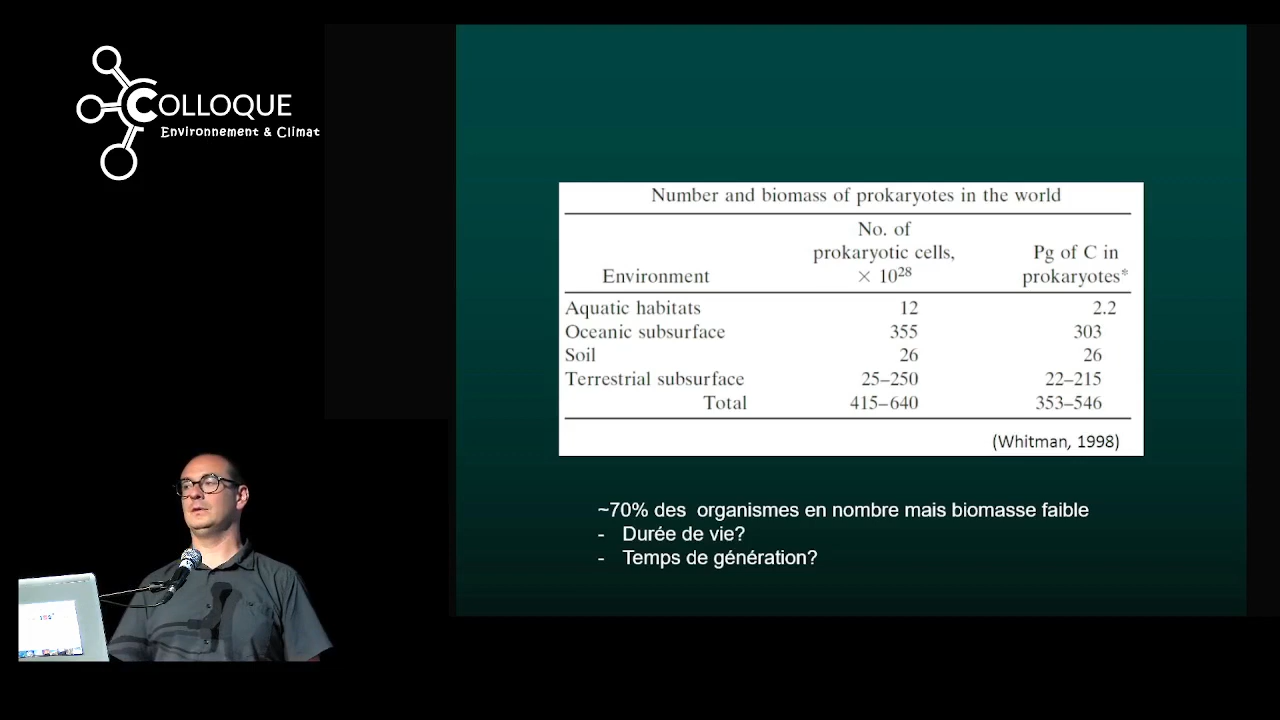 COLLOQUE
Environnement & Climat
Number and biomass of prokaryotes in the world
No. of
prokaryotic cells, Pg of C in
Environment × 10²⁸ prokaryotes*
Aquatic habitats 12 2.2
Oceanic subsurface 355 303
Soil 26 26
Terrestrial subsurface 25–250 22–215
Total 415–640 353–546
(Whitman, 1998)
~70% des organismes en nombre mais biomasse faible
- Durée de vie?
- Temps de génération?